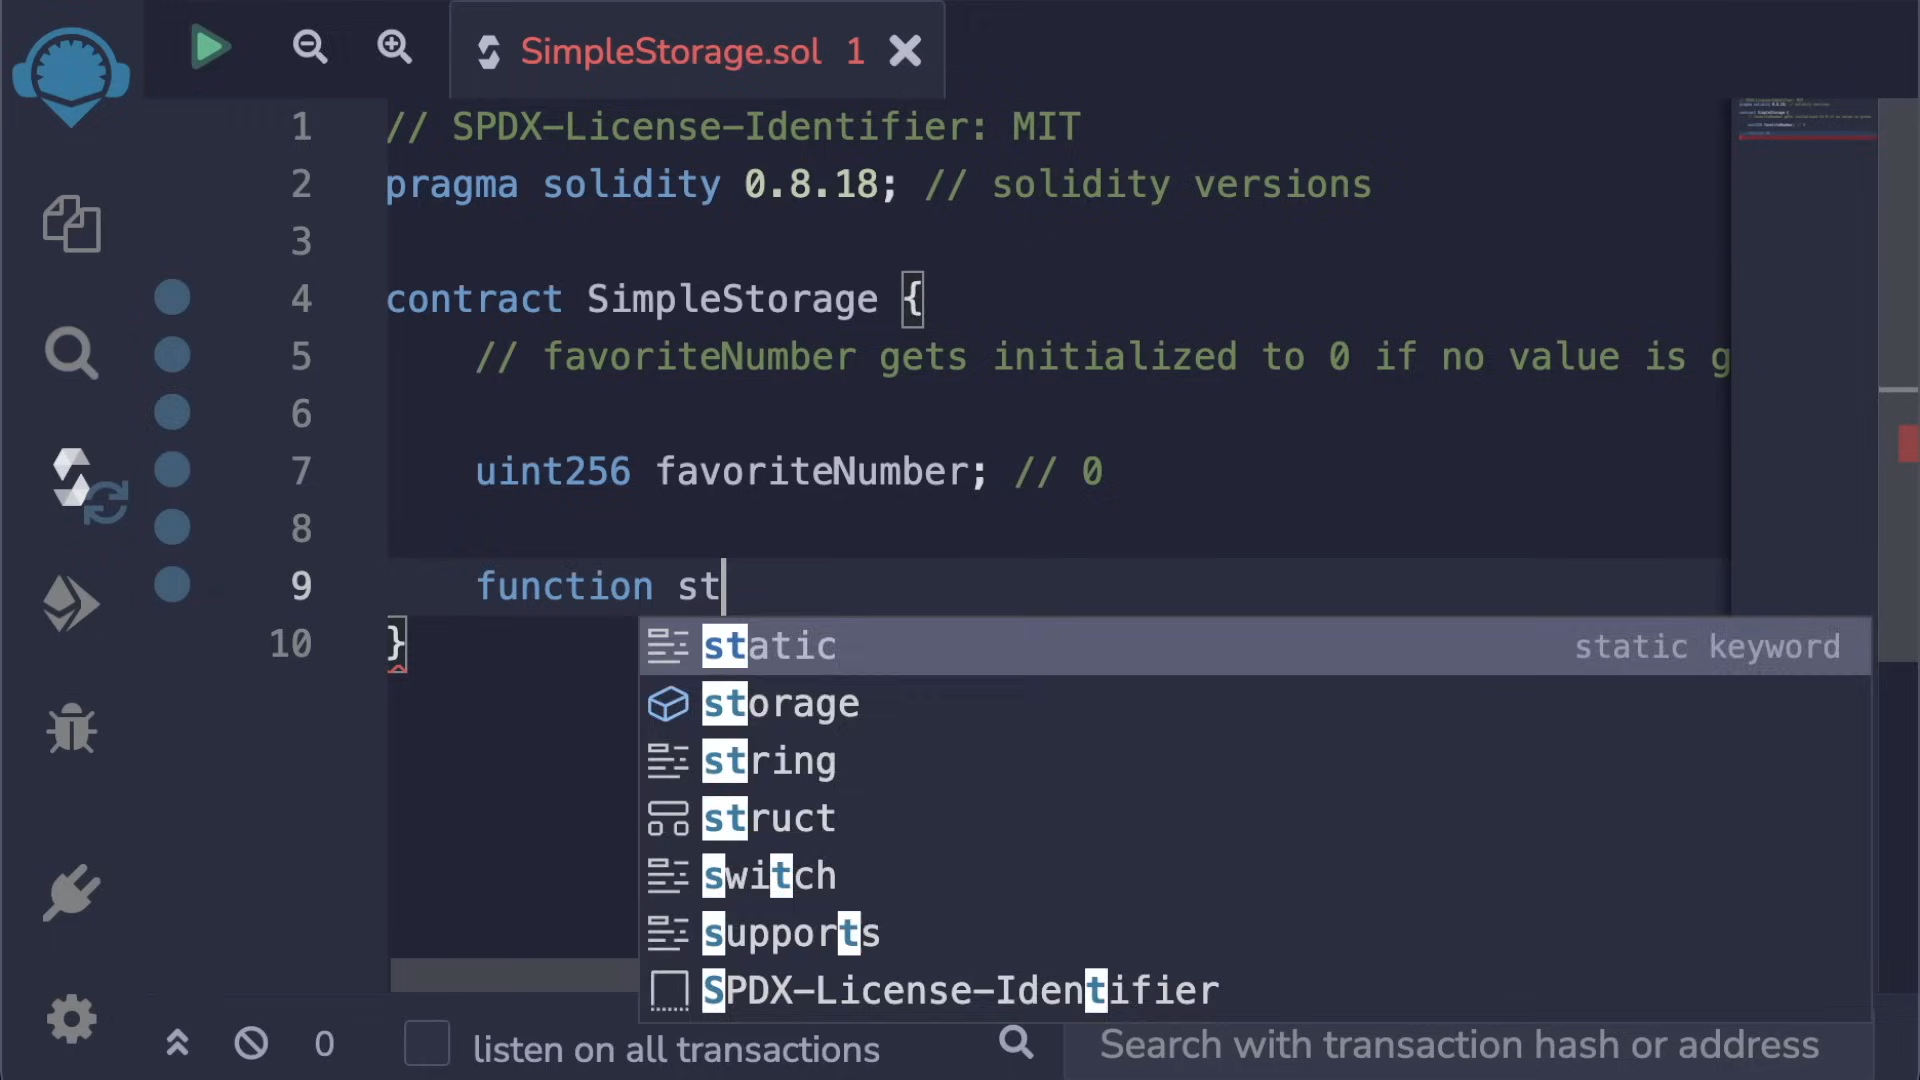 SimpleStorage.sol 1
1 // SPDX-License-Identifier: MIT
2 pragma solidity 0.8.18; // solidity versions
3
4 contract SimpleStorage {
5 // favoriteNumber gets initialized to 0 if no value is g
6
7 uint256 favoriteNumber; // 0
8
9 function st
10 }
static static keyword
storage
string
struct
switch
supports
SPDX-License-Identifier
0 listen on all transactions Search with transaction hash or address